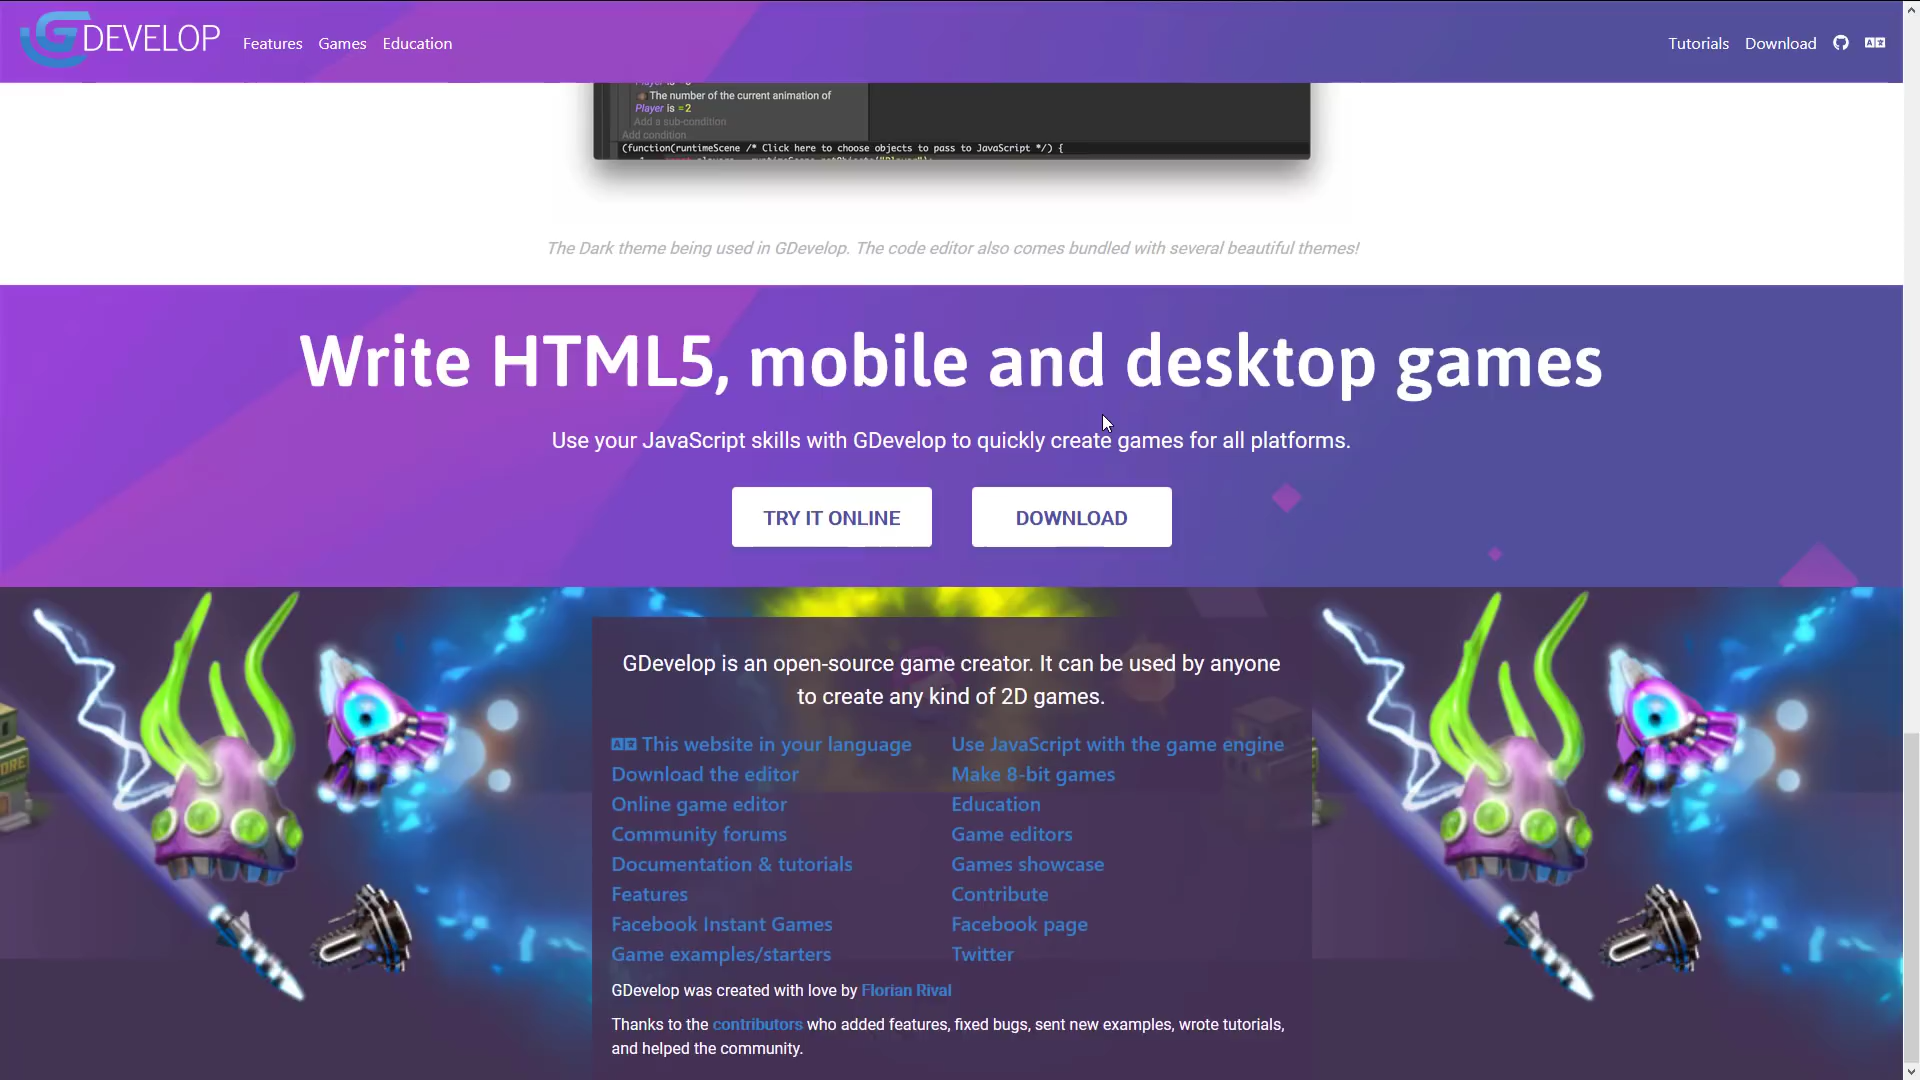 GDEVELOP Features Games Education Tutorials Download
The number of the current animation of
Player is = 2
Add a sub-condition
Add condition
(function(runtimeScene /* Click here to choose objects to pass to JavaScript */) {
The Dark theme being used in GDevelop. The code editor also comes bundled with several beautiful themes!
Write HTML5, mobile and desktop games
Use your JavaScript skills with GDevelop to quickly create games for all platforms.
TRY IT ONLINE
DOWNLOAD
GDevelop is an open-source game creator. It can be used by anyone
to create any kind of 2D games.
This website in your language
Download the editor
Online game editor
Community forums
Documentation & tutorials
Features
Facebook Instant Games
Game examples/starters
Use JavaScript with the game engine
Make 8-bit games
Education
Game editors
Games showcase
Contribute
Facebook page
Twitter
GDevelop was created with love by Florian Rival
Thanks to the contributors who added features, fixed bugs, sent new examples, wrote tutorials,
and helped the community.